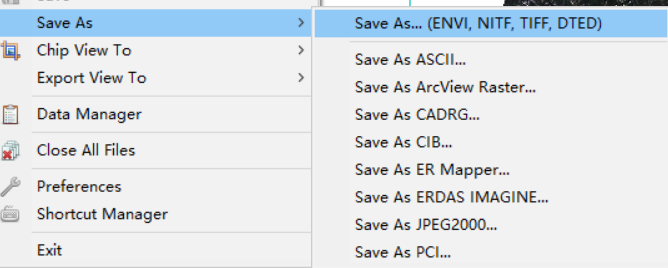 Save
Save As
Chip View To
Export View To
Data Manager
Close All Files
Preferences
Shortcut Manager
Exit
Save As... (ENVI, NITF, TIFF, DTED)
Save As ASCII...
Save As ArcView Raster...
Save As CADRG...
Save As CIB...
Save As ER Mapper...
Save As ERDAS IMAGINE...
Save As JPEG2000...
Save As PCI...